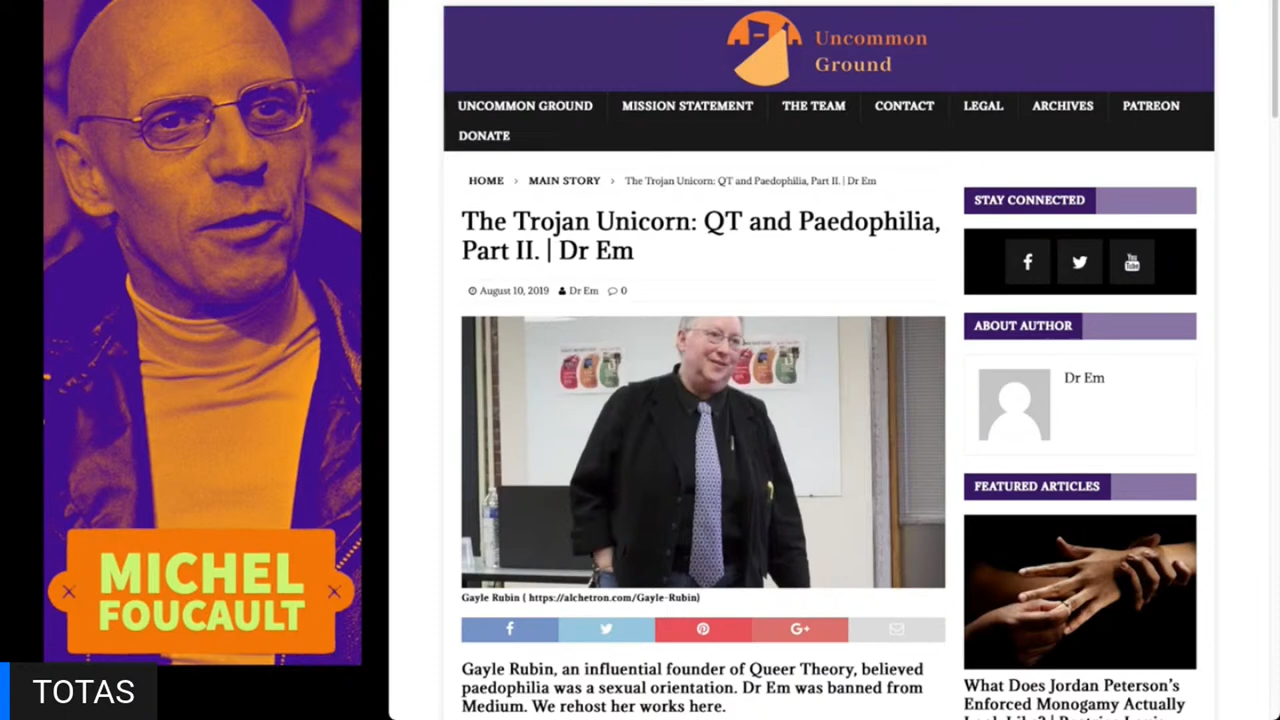 MICHEL
FOUCAULT
TOTAS
Uncommon
Ground
UNCOMMON GROUND
MISSION STATEMENT
THE TEAM
CONTACT
LEGAL
ARCHIVES
PATREON
DONATE
HOME > MAIN STORY > The Trojan Unicorn: QT and Paedophilia, Part II. | Dr Em
The Trojan Unicorn: QT and Paedophilia,
Part II. | Dr Em
August 10, 2019 Dr Em 0
Gayle Rubin ( https://alchetron.com/Gayle-Rubin)
Gayle Rubin, an influential founder of Queer Theory, believed
paedophilia was a sexual orientation. Dr Em was banned from
Medium. We rehost her works here.
STAY CONNECTED
You
Tube
ABOUT AUTHOR
Dr Em
FEATURED ARTICLES
What Does Jordan Peterson's
Enforced Monogamy Actually